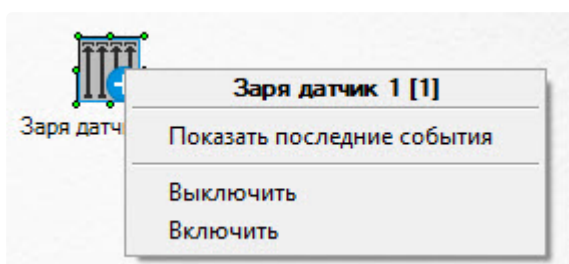 Заря датчик 1 [1]
Заря датч
Показать последние события
Выключить
Включить